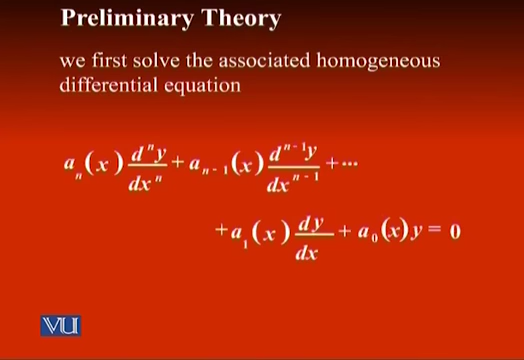 Preliminary Theory
we first solve the associated homogeneous
differential equation
aₙ(x) dⁿy/dxⁿ + aₙ₋₁(x) dⁿ⁻¹y/dxⁿ⁻¹ + ···
+a₁(x) dy/dx + a₀(x)y = 0
VU